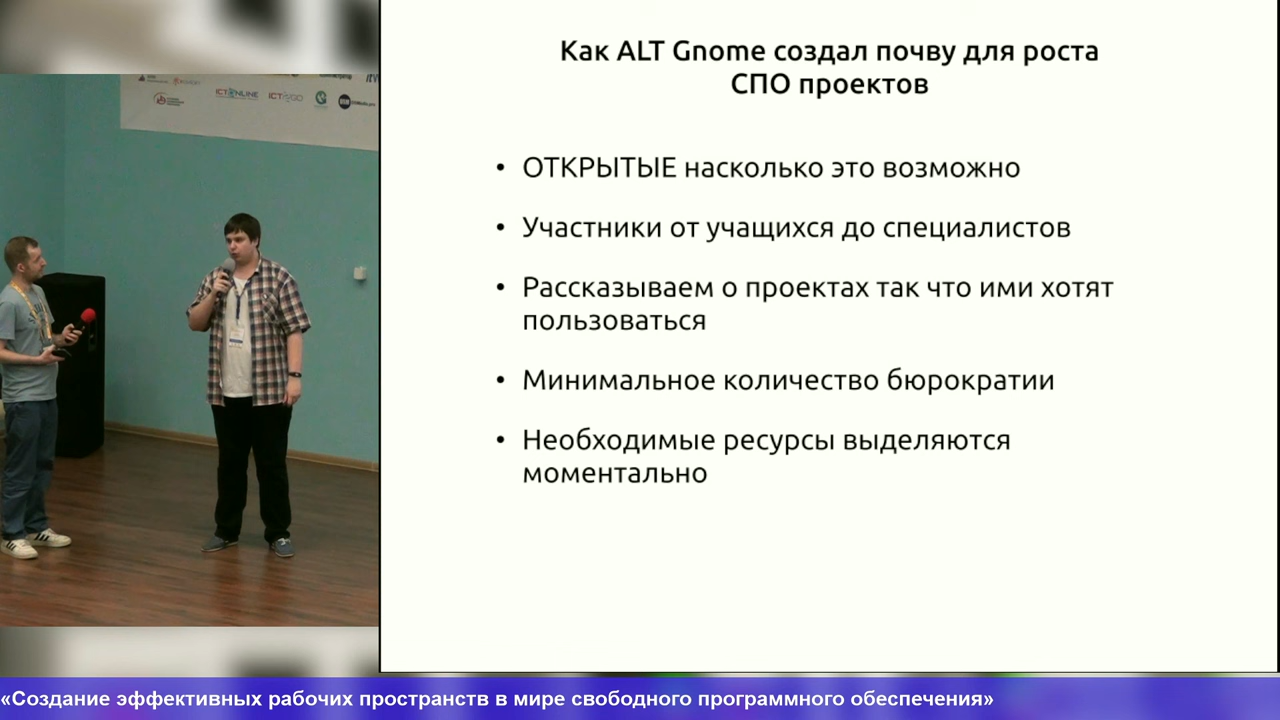 ICTONLINE
ICT2GO
Как ALT Gnome создал почву для роста
СПО проектов
• ОТКРЫТЫЕ насколько это возможно
• Участники от учащихся до специалистов
• Рассказываем о проектах так что ими хотят
пользоваться
• Минимальное количество бюрократии
• Необходимые ресурсы выделяются
моментально
«Создание эффективных рабочих пространств в мире свободного программного обеспечения»